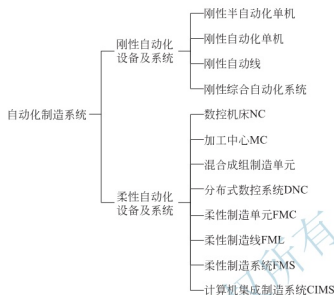 自动化制造系统
刚性自动化
设备及系统
刚性半自动化单机
刚性自动化单机
刚性自动线
刚性综合自动化系统
柔性自动化
设备及系统
数控机床NC
加工中心MC
混合成组制造单元
分布式数控系统DNC
柔性制造单元FMC
柔性制造线FML
柔性制造系统FMS
计算机集成制造系统CIMS
所有